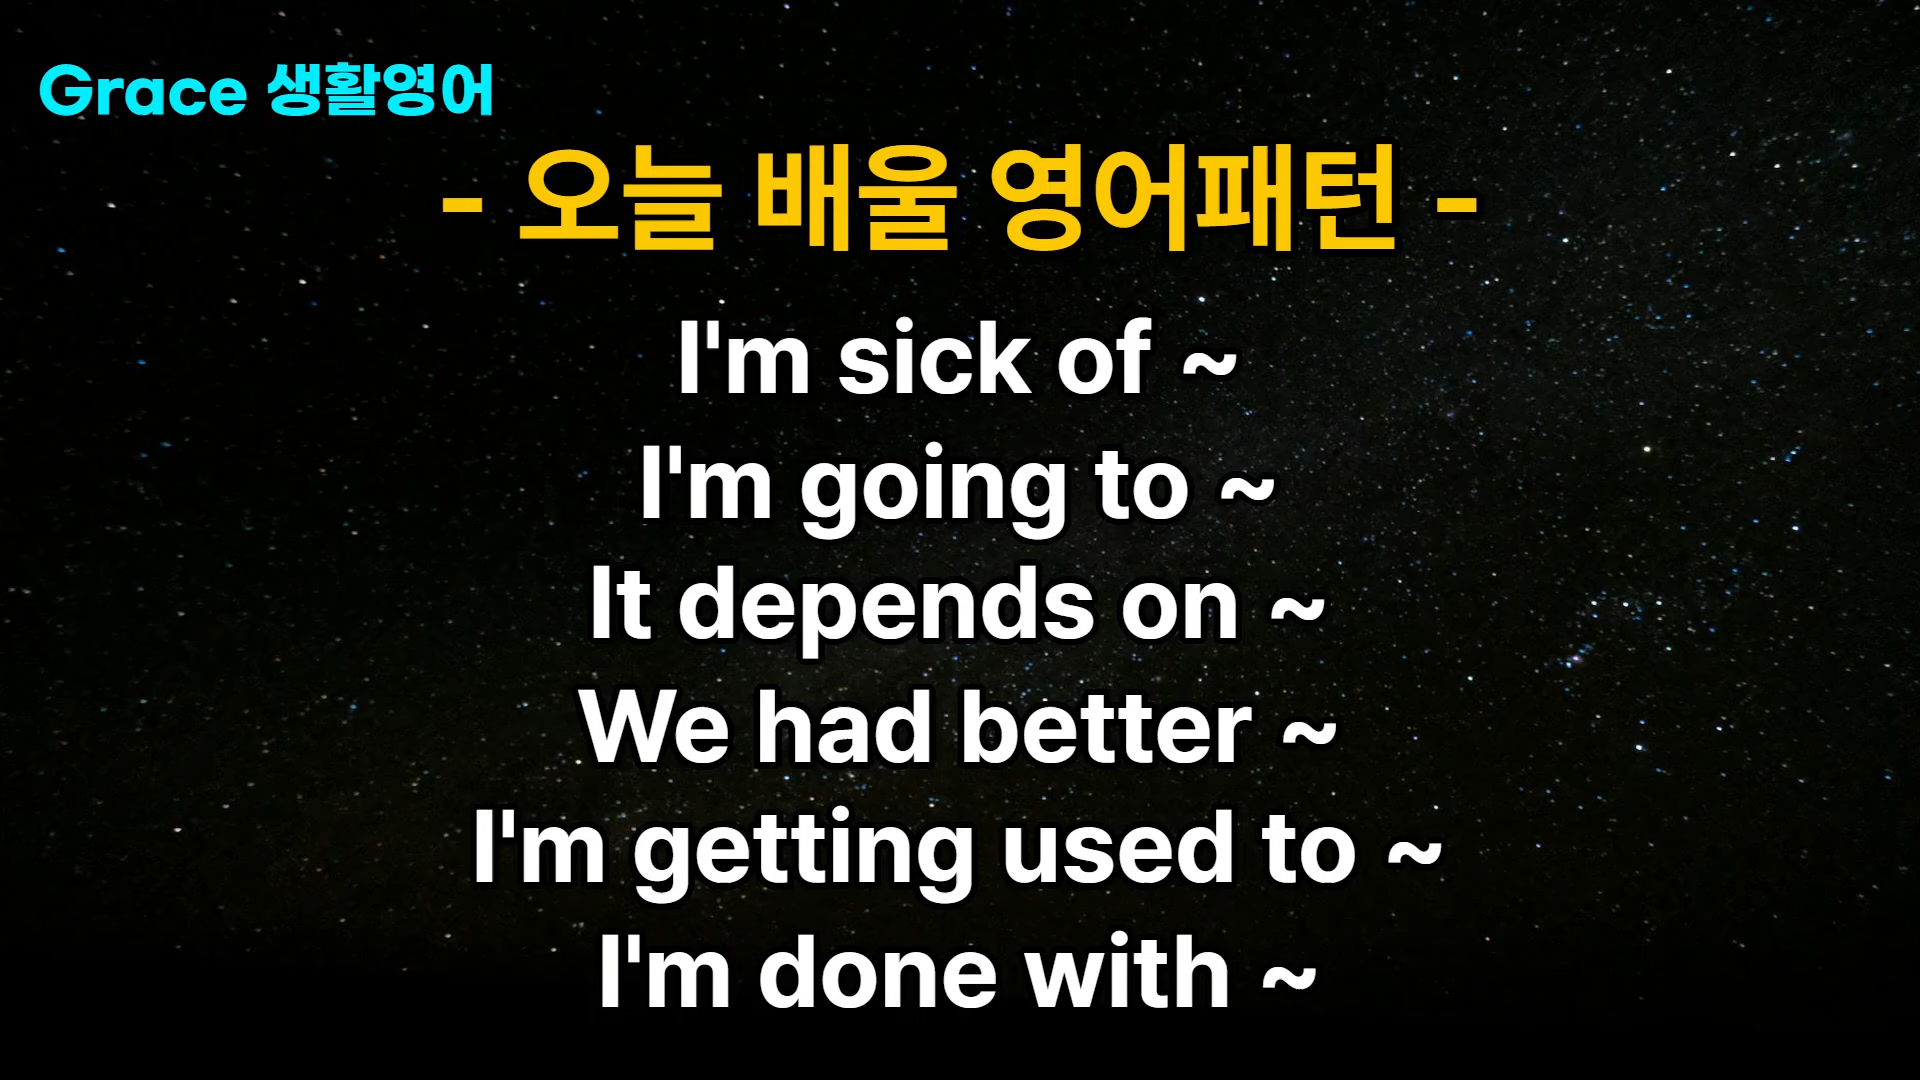 Grace 생활영어
- 오늘 배울 영어패턴 -
I'm sick of ~
I'm going to ~
It depends on ~
We had better ~
I'm getting used to ~
I'm done with ~